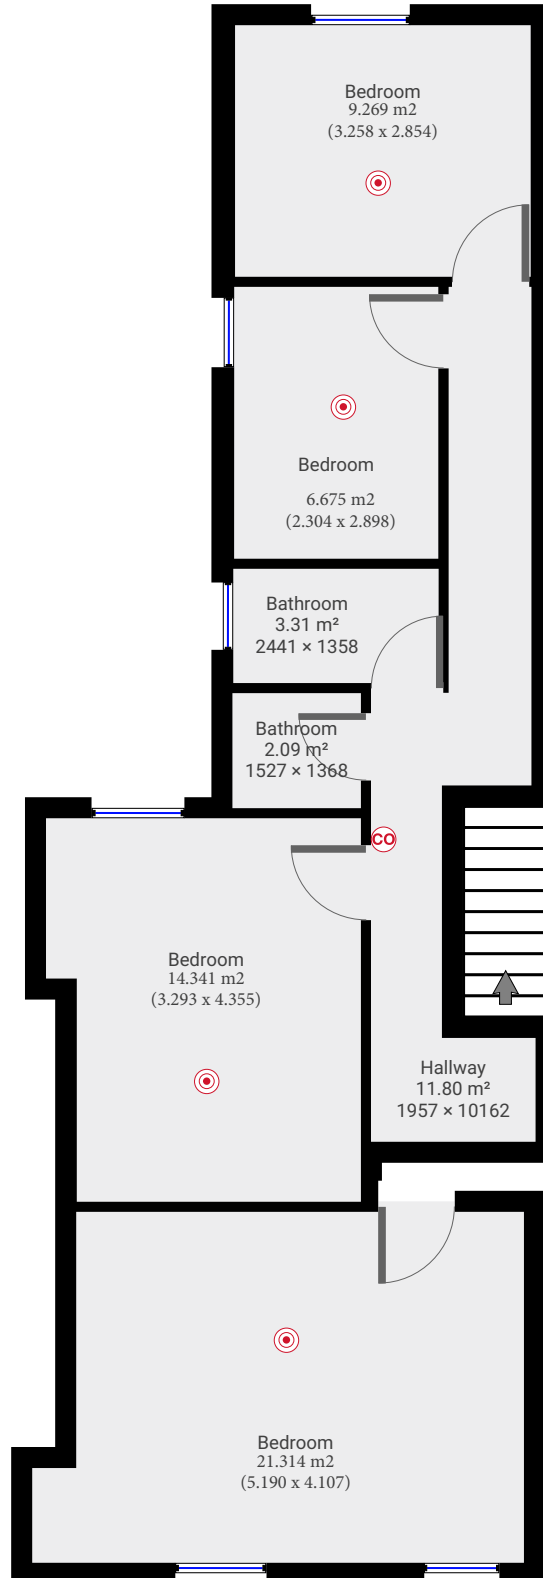 Bedroom
9.269 m2
(3.258 x 2.854)
Bedroom
6.675 m2
(2.304 x 2.898)
Bathroom
3.31 m²
2441 × 1358
Bathroom
2.09 m²
1527 × 1368
CO
Bedroom
14.341 m2
(3.293 x 4.355)
Hallway
11.80 m²
1957 × 10162
Bedroom
21.314 m2
(5.190 x 4.107)